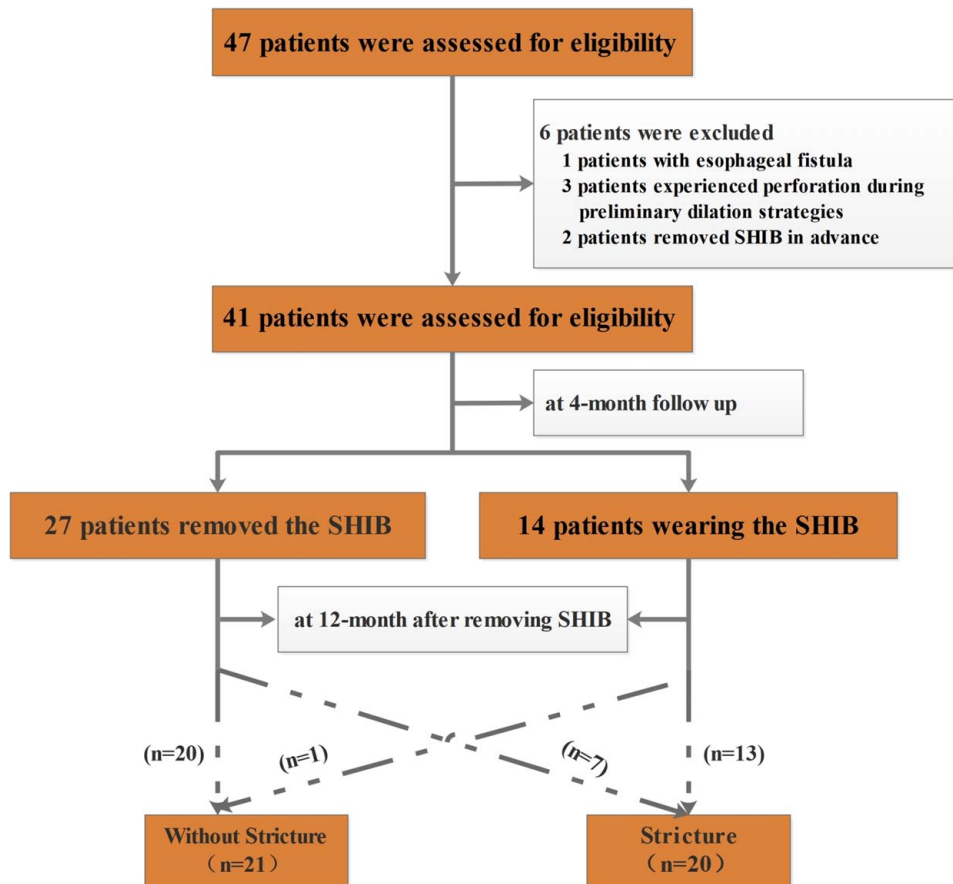 47 patients were assessed for eligibility
6 patients were excluded
1 patients with esophageal fistula
3 patients experienced perforation during
preliminary dilation strategies
2 patients removed SHIB in advance
41 patients were assessed for eligibility
at 4-month follow up
27 patients removed the SHIB
14 patients wearing the SHIB
at 12-month after removing SHIB
(n=20)
(n=1)
(n=7)
(n=13)
Without Stricture
（n=21）
Stricture
（n=20）